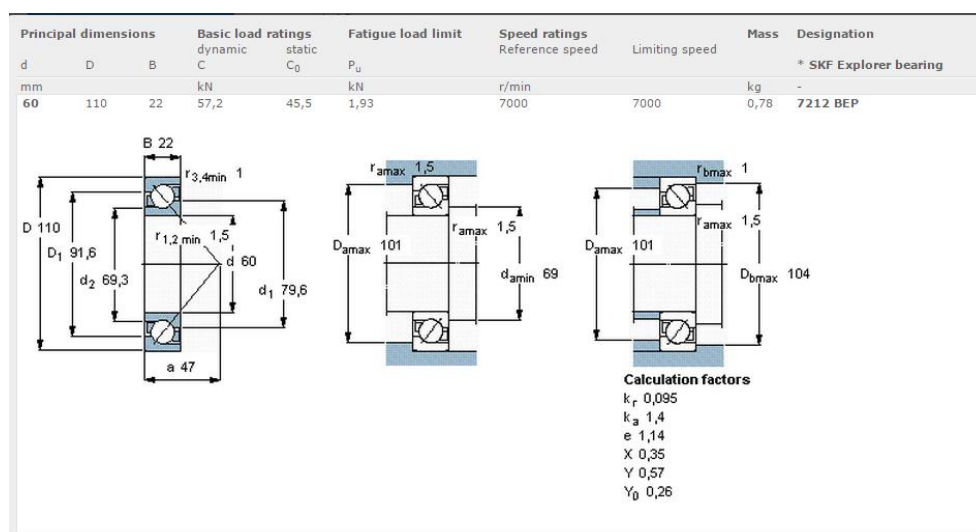 Principal dimensions Basic load ratings Fatigue load limit Speed ratings Mass Designation
dynamic static Reference speed Limiting speed
d D B C C0 Pu * SKF Explorer bearing
mm kN kN r/min kg -
60 110 22 57,2 45,5 1,93 7000 7000 0,78 7212 BEP
B 22
r3,4min 1
D 110
D1 91,6
d2 69,3
r1,2 min 1,5
d 60
d1 79,6
a 47
ramax 1,5
Damax 101
ramax 1,5
damin 69
rbmax 1
Damax 101
ramax 1,5
Dbmax 104
Calculation factors
kr 0,095
ka 1,4
e 1,14
X 0,35
Y 0,57
Y0 0,26